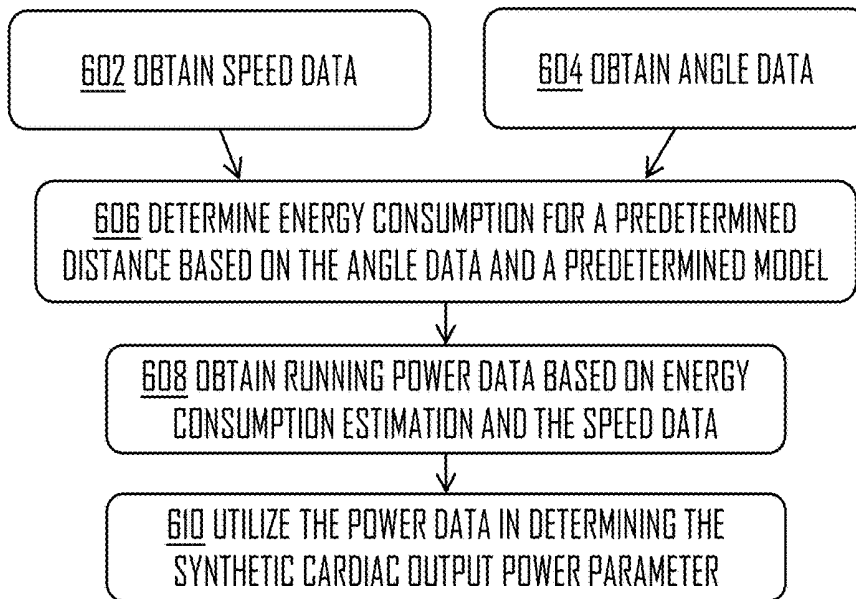 602 OBTAIN SPEED DATA
604 OBTAIN ANGLE DATA
606 DETERMINE ENERGY CONSUMPTION FOR A PREDETERMINED
DISTANCE BASED ON THE ANGLE DATA AND A PREDETERMINED MODEL
608 OBTAIN RUNNING POWER DATA BASED ON ENERGY
CONSUMPTION ESTIMATION AND THE SPEED DATA
610 UTILIZE THE POWER DATA IN DETERMINING THE
SYNTHETIC CARDIAC OUTPUT POWER PARAMETER